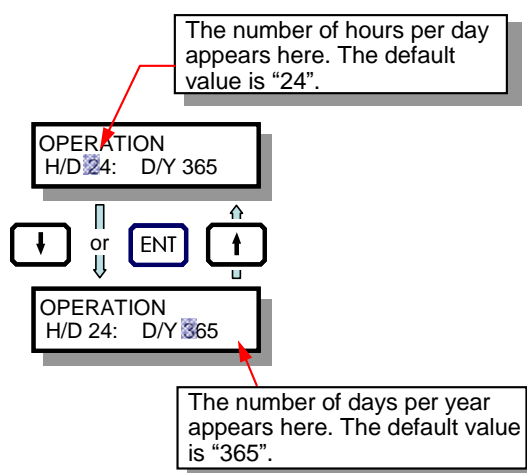 The number of hours per day
appears here. The default
value is “24”.
OPERATION
H/D 24: D/Y 365
or ENT
OPERATION
H/D 24: D/Y 365
The number of days per year
appears here. The default value
is “365”.